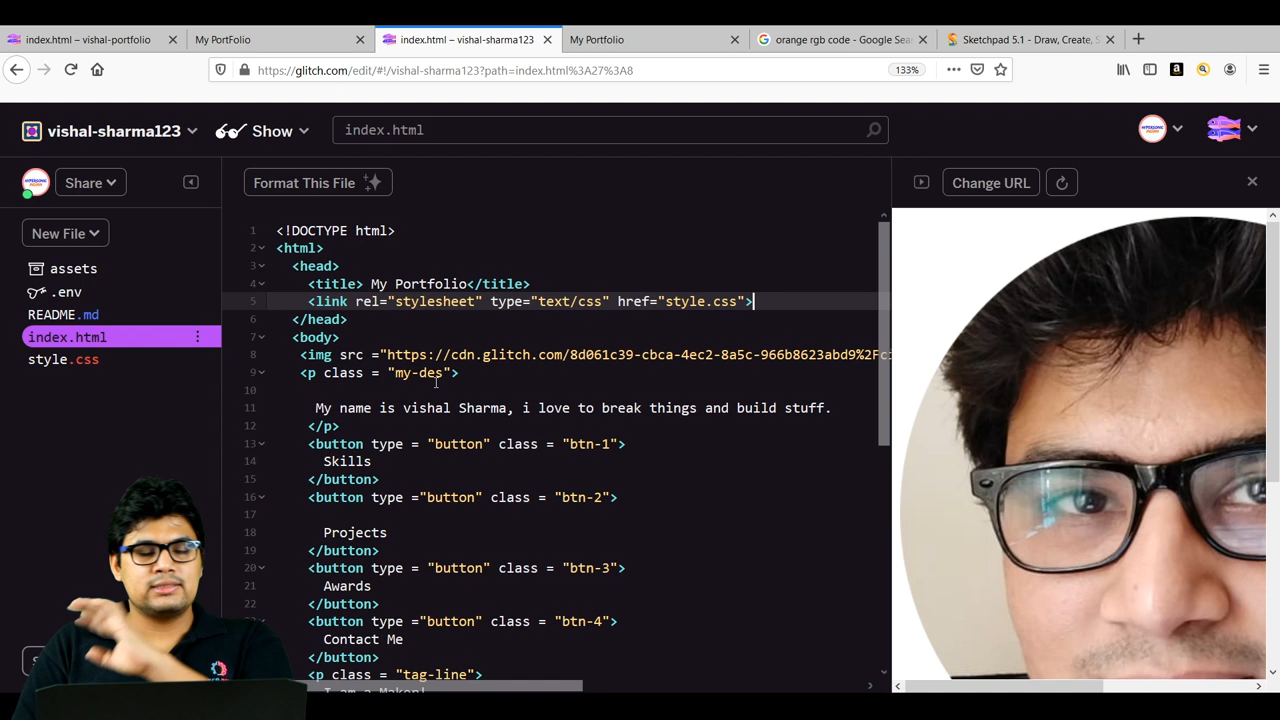 index.html – vishal-portfolio
My PortFolio
index.html – vishal-sharma123
My Portfolio
orange rgb code - Google Sea
Sketchpad 5.1 - Draw, Create, S
https://glitch.com/edit/#!/vishal-sharma123?path=index.html%3A27%3A8
133%
vishal-sharma123
Show
index.html
Share
Format This File
Change URL
New File
assets
.env
README.md
index.html
style.css
1 <!DOCTYPE html>
2 <html>
3 <head>
4 <title> My Portfolio</title>
5 <link rel="stylesheet" type="text/css" href="style.css">
6 </head>
7 <body>
8 <img src ="https://cdn.glitch.com/8d061c39-cbca-4ec2-8a5c-966b8623abd9%2Fc
9 <p class = "my-des">
10
11 My name is vishal Sharma, i love to break things and build stuff.
12 </p>
13 <button type = "button" class = "btn-1">
14 Skills
15 </button>
16 <button type ="button" class = "btn-2">
17
18 Projects
19 </button>
20 <button type = "button" class = "btn-3">
21 Awards
22 </button>
<button type ="button" class = "btn-4">
Contact Me
</button>
<p class = "tag-line">
I am a Maker!